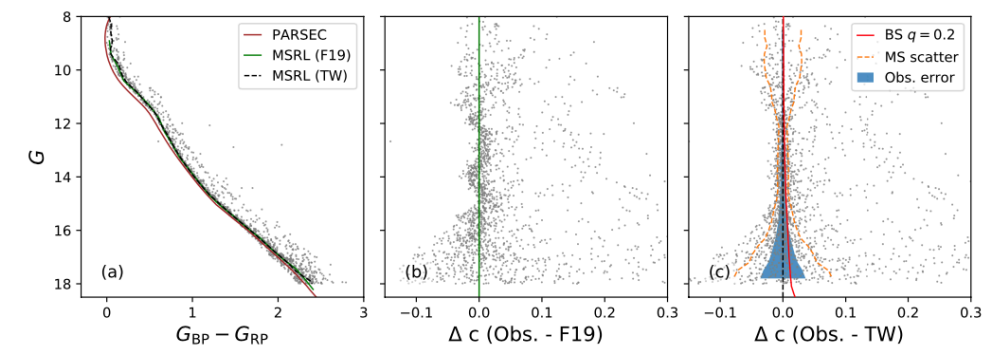 8
10
12
14
16
18
G
0
1
2
3
G_BP − G_RP
(a)
PARSEC
MSRL (F19)
MSRL (TW)
−0.1
0.0
0.1
0.2
0.3
Δ c (Obs. - F19)
(b)
−0.1
0.0
0.1
0.2
0.3
Δ c (Obs. - TW)
(c)
BS q = 0.2
MS scatter
Obs. error